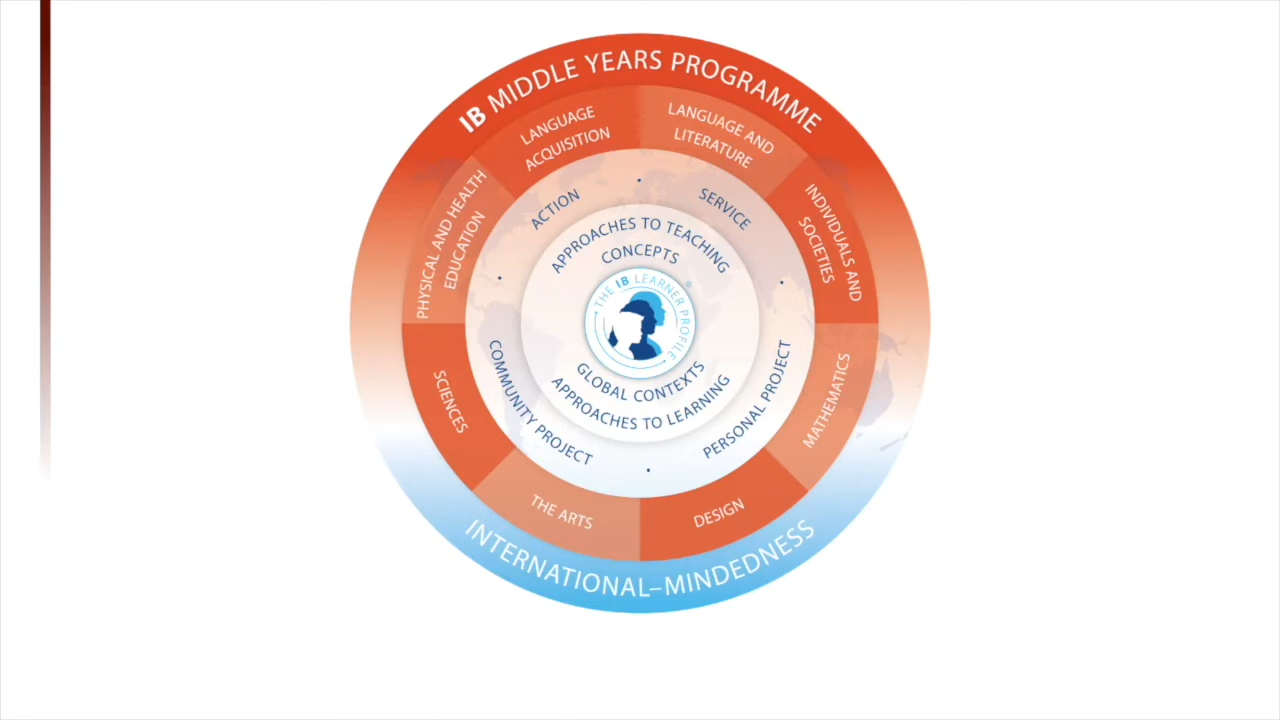 IB MIDDLE YEARS PROGRAMME
LANGUAGE
ACQUISITION
LANGUAGE AND
LITERATURE
PHYSICAL AND HEALTH
EDUCATION
INDIVIDUALS AND
SOCIETIES
ACTION
SERVICE
APPROACHES TO TEACHING
CONCEPTS
THE IB LEARNER PROFILE
®
GLOBAL CONTEXTS
APPROACHES TO LEARNING
COMMUNITY PROJECT
PERSONAL PROJECT
SCIENCES
MATHEMATICS
THE ARTS
DESIGN
INTERNATIONAL–MINDEDNESS